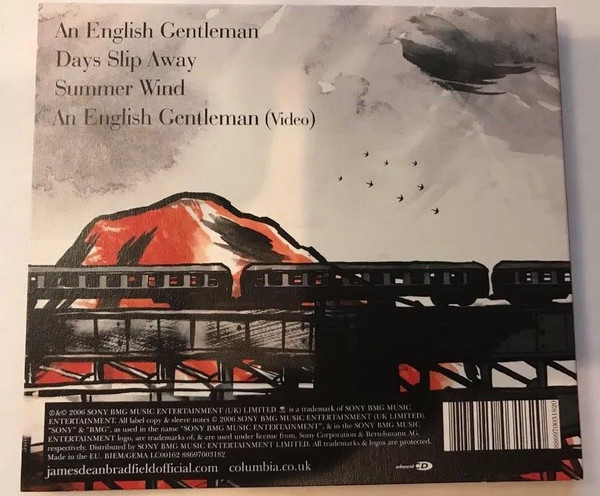 An English Gentleman
Days Slip Away
Summer Wind
An English Gentleman (Video)
℗&© 2006 SONY BMG MUSIC ENTERTAINMENT (UK) LIMITED is a trademark of SONY BMG MUSIC
ENTERTAINMENT. All label copy & sleeve notes © 2006 SONY BMG MUSIC ENTERTAINMENT (UK LIMITED).
"SONY" & "BMG", as used in the name "SONY BMG MUSIC ENTERTAINMENT", & in the SONY BMG MUSIC
ENTERTAINMENT logo, are trademarks of, & are used under license from, Sony Corporation & Bertelsmann AG,
respectively. Distributed by SONY BMG MUSIC ENTERTAINMENT LIMITED. All trademarks & logos are protected.
Made in the EU. BIEM/GEMA LC00162 88697003182
jamesdeanbradfieldofficial.com columbia.co.uk
enhanced CD